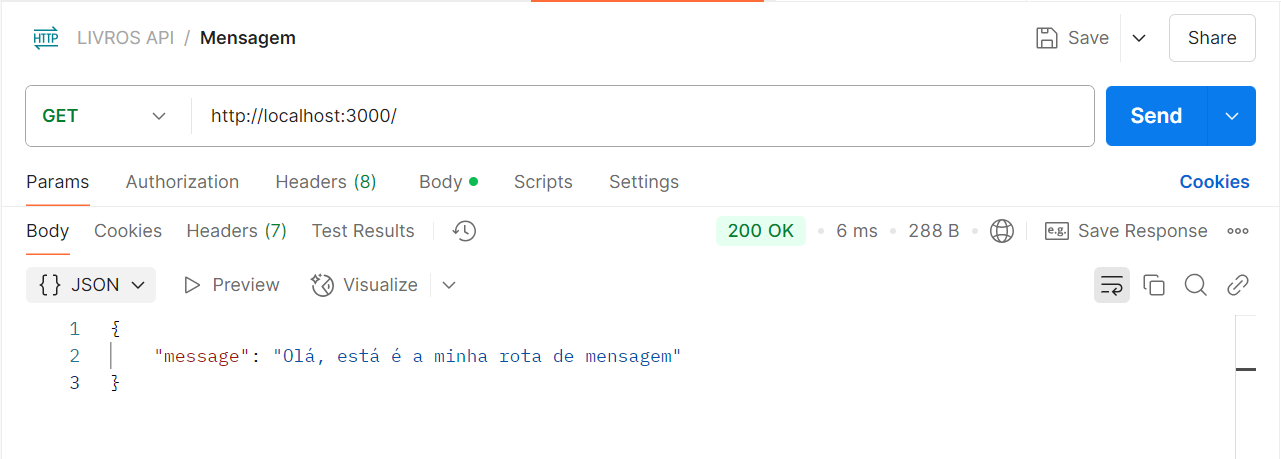 HTTP LIVROS API / Mensagem Save Share
GET http://localhost:3000/ Send
Params Authorization Headers (8) Body Scripts Settings Cookies
Body Cookies Headers (7) Test Results 200 OK 6 ms 288 B e.g. Save Response
{} JSON Preview Visualize
1 {
2 "message": "Olá, está é a minha rota de mensagem"
3 }